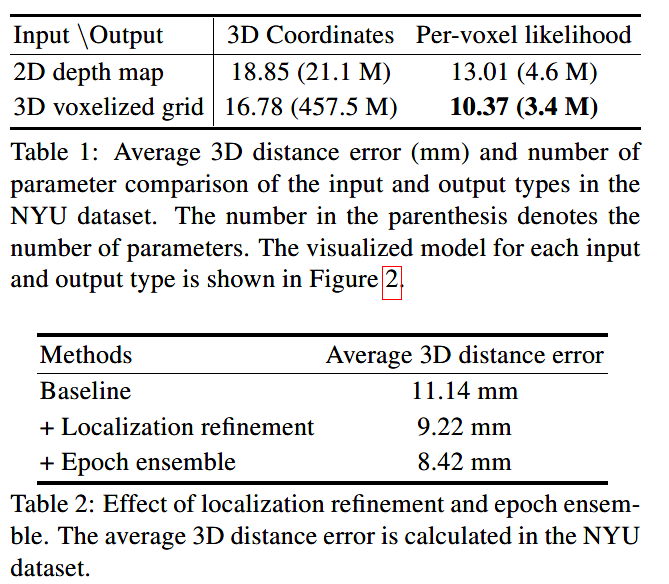 Input \Output 3D Coordinates Per-voxel likelihood
2D depth map 18.85 (21.1 M) 13.01 (4.6 M)
3D voxelized grid 16.78 (457.5 M) 10.37 (3.4 M)
Table 1: Average 3D distance error (mm) and number of
parameter comparison of the input and output types in the
NYU dataset. The number in the parenthesis denotes the
number of parameters. The visualized model for each input
and output type is shown in Figure 2.
Methods Average 3D distance error
Baseline 11.14 mm
+ Localization refinement 9.22 mm
+ Epoch ensemble 8.42 mm
Table 2: Effect of localization refinement and epoch ensem-
ble. The average 3D distance error is calculated in the NYU
dataset.